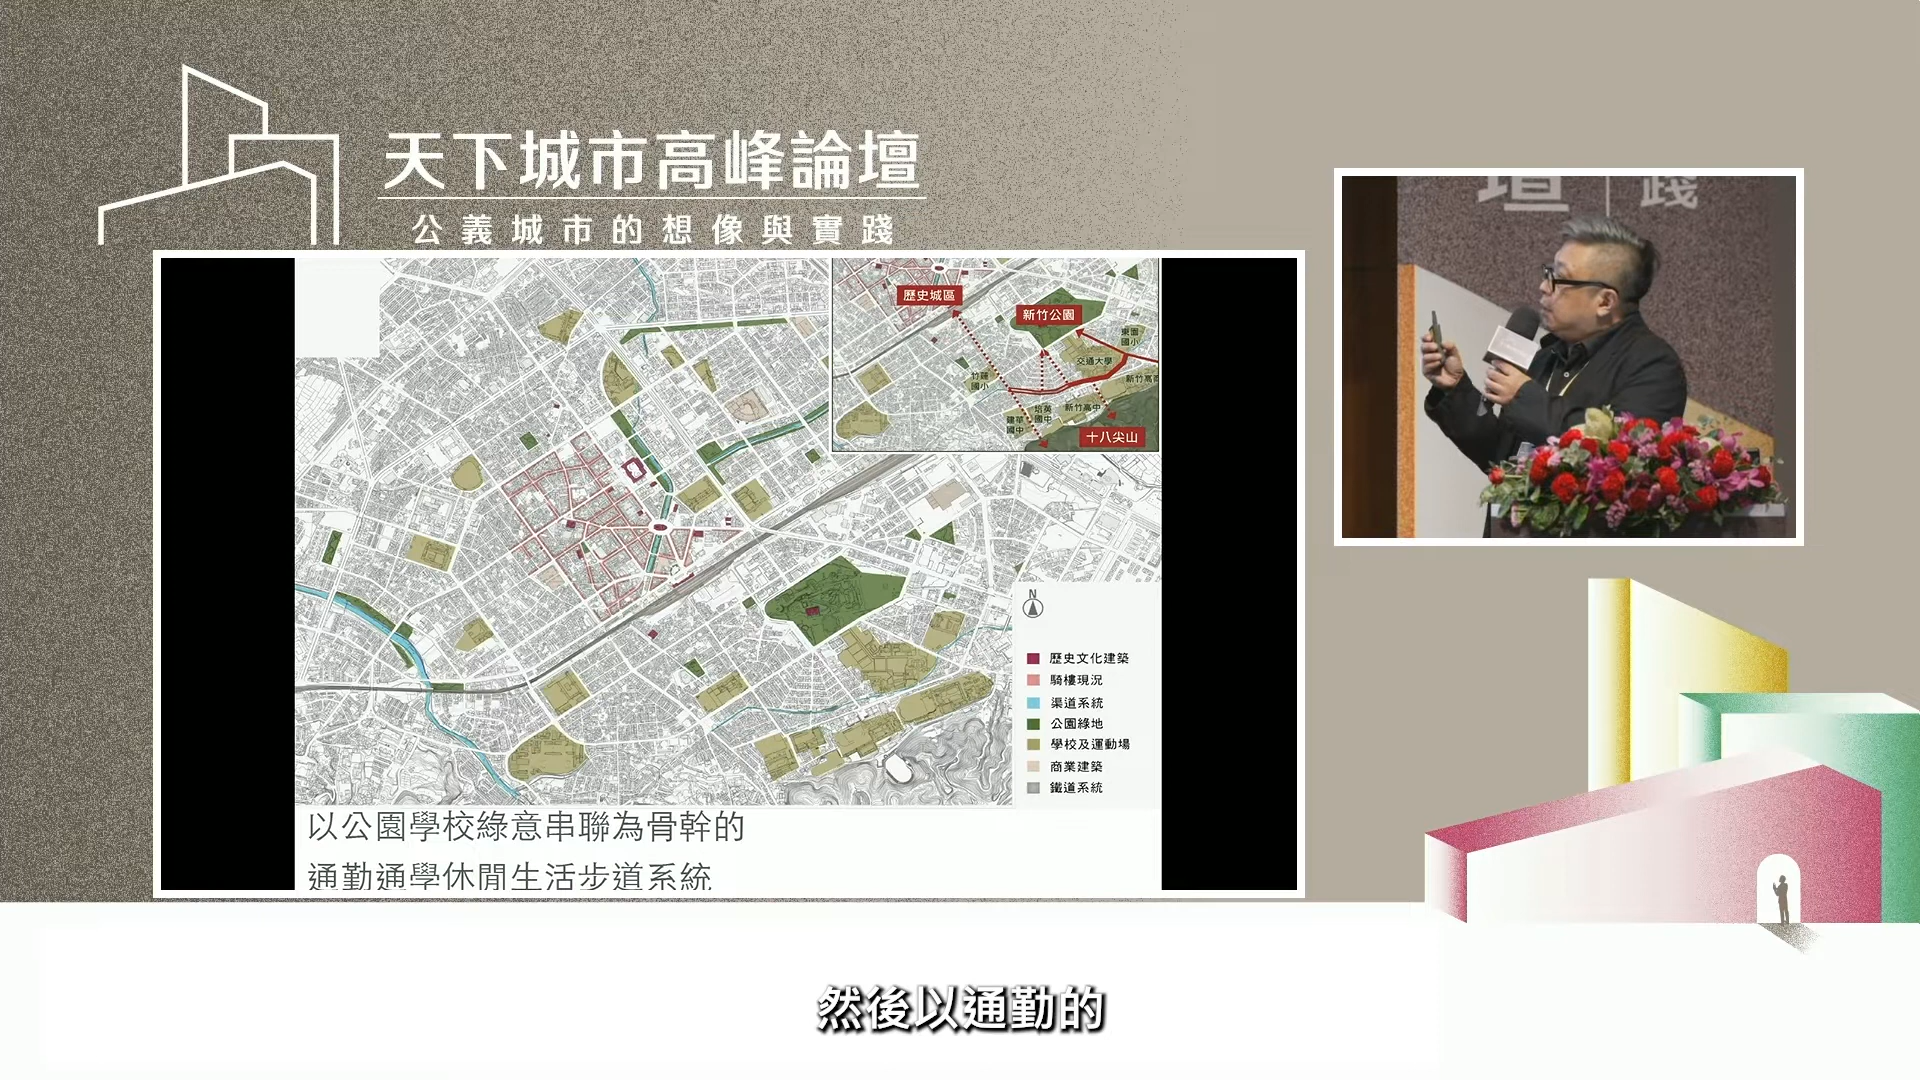 天下城市高峰論壇
公義城市的想像與實踐
壇 踐
歷史城區
新竹公園
東園
國小
交通大學
竹蓮
國小
新竹高商
培英
國中
新竹高中
建華
國中
十八尖山
N
歷史文化建築
騎樓現況
渠道系統
公園綠地
學校及運動場
商業建築
鐵道系統
以公園學校綠意串聯為骨幹的
通勤通學休閒生活步道系統
然後以通勤的